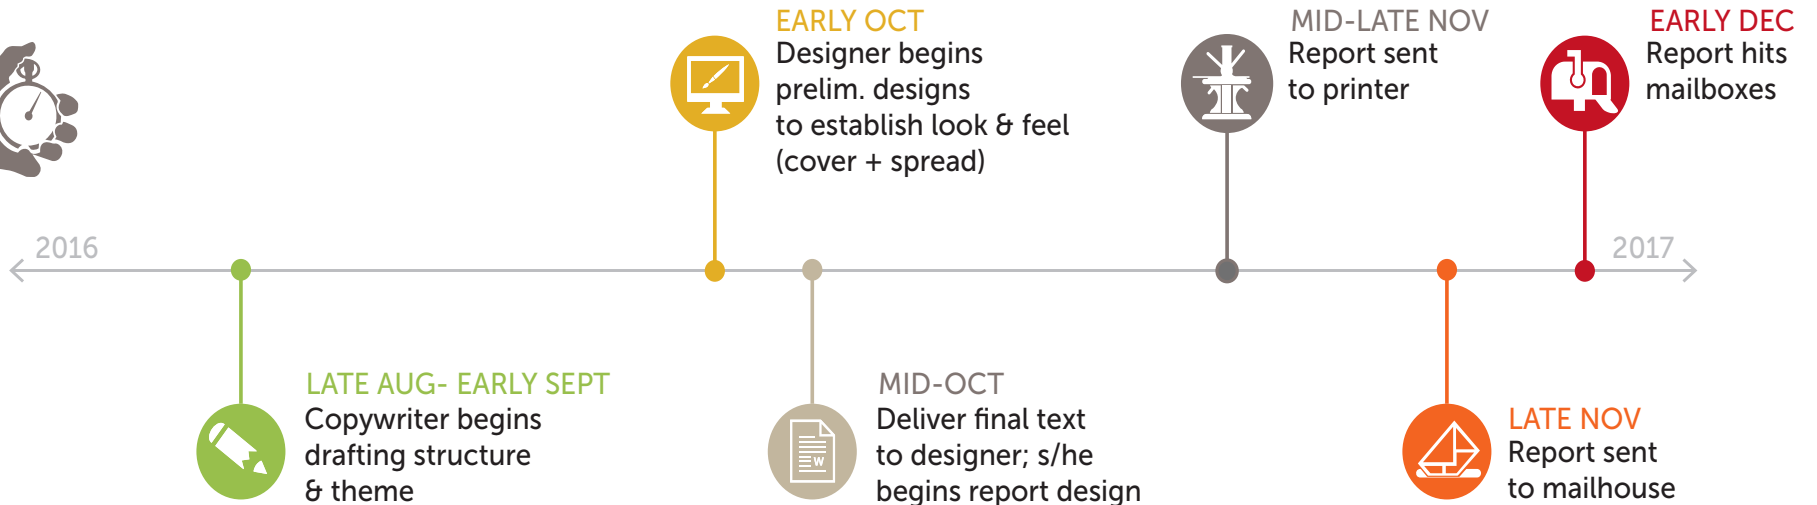 EARLY OCT
Designer begins
prelim. designs
to establish look & feel
(cover + spread)
MID-LATE NOV
Report sent
to printer
EARLY DEC
Report hits
mailboxes
2016
2017
LATE AUG- EARLY SEPT
Copywriter begins
drafting structure
& theme
W
MID-OCT
Deliver final text
to designer; s/he
begins report design
LATE NOV
Report sent
to mailhouse